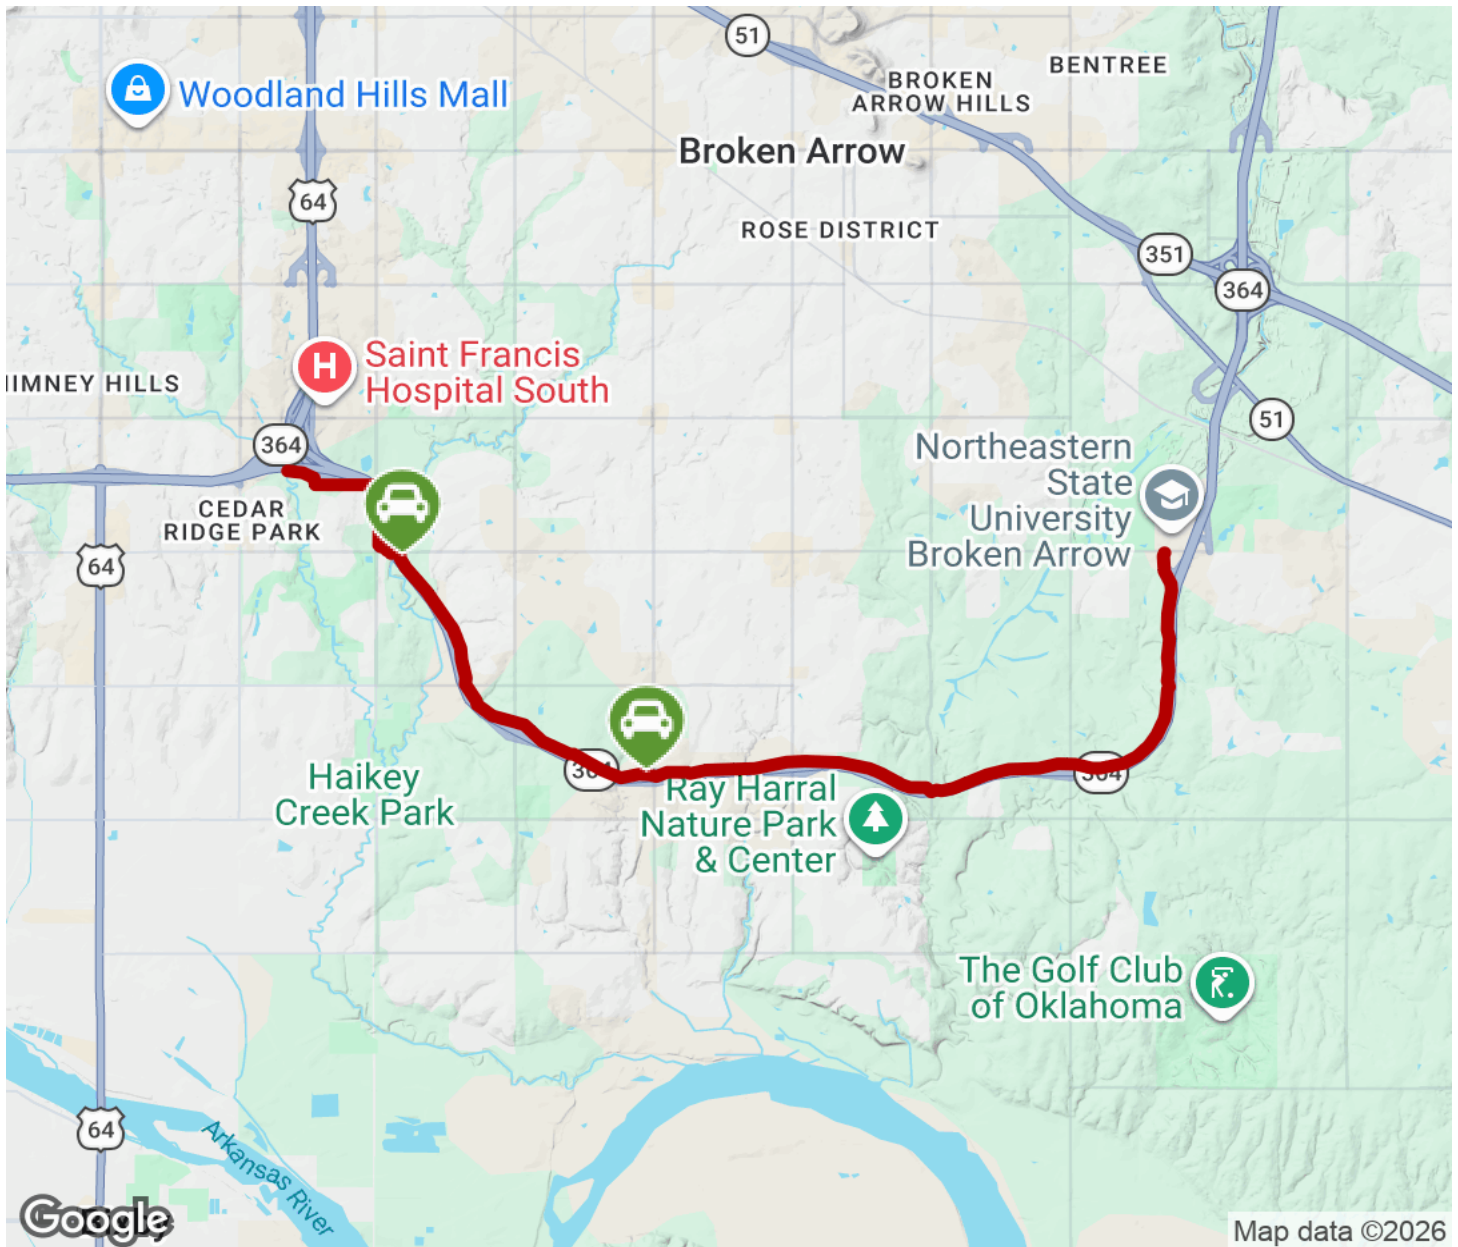 51
BENTREE
BROKEN
ARROW HILLS
Woodland Hills Mall
Broken Arrow
64
ROSE DISTRICT
351
364
Saint Francis
Hospital South
H
IMNEY HILLS
51
364
Northeastern
State
University
Broken Arrow
CEDAR
RIDGE PARK
64
364
364
Haikey
Creek Park
Ray Harral
Nature Park
& Center
The Golf Club
of Oklahoma
64
Arkansas River
Google
Map data ©2026